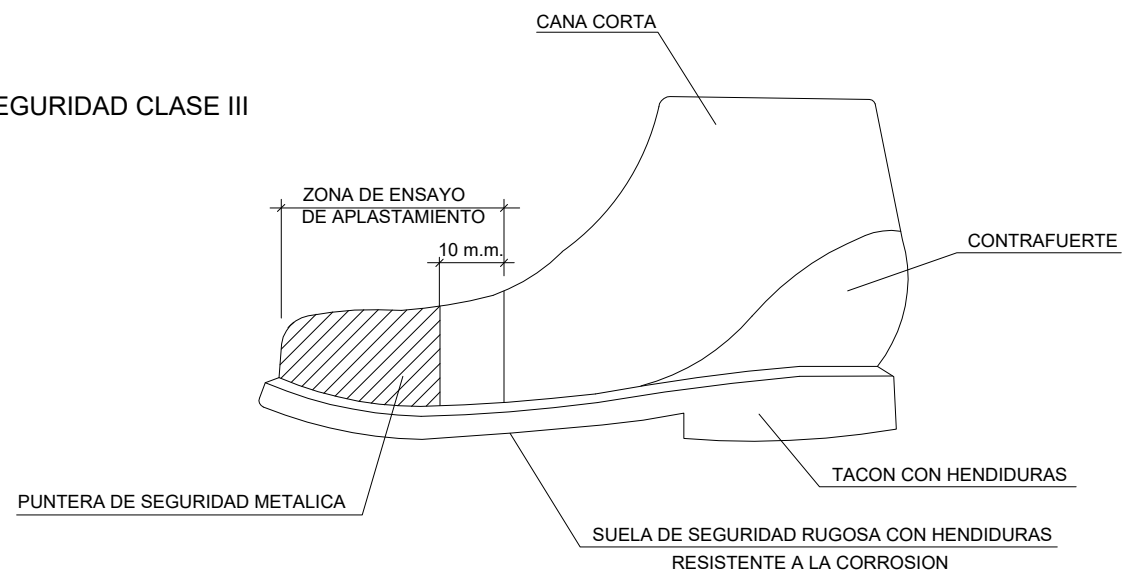 CANA CORTA
EGURIDAD CLASE III
ZONA DE ENSAYO
DE APLASTAMIENTO
10 m.m.
CONTRAFUERTE
TACON CON HENDIDURAS
PUNTERA DE SEGURIDAD METALICA
SUELA DE SEGURIDAD RUGOSA CON HENDIDURAS
RESISTENTE A LA CORROSION